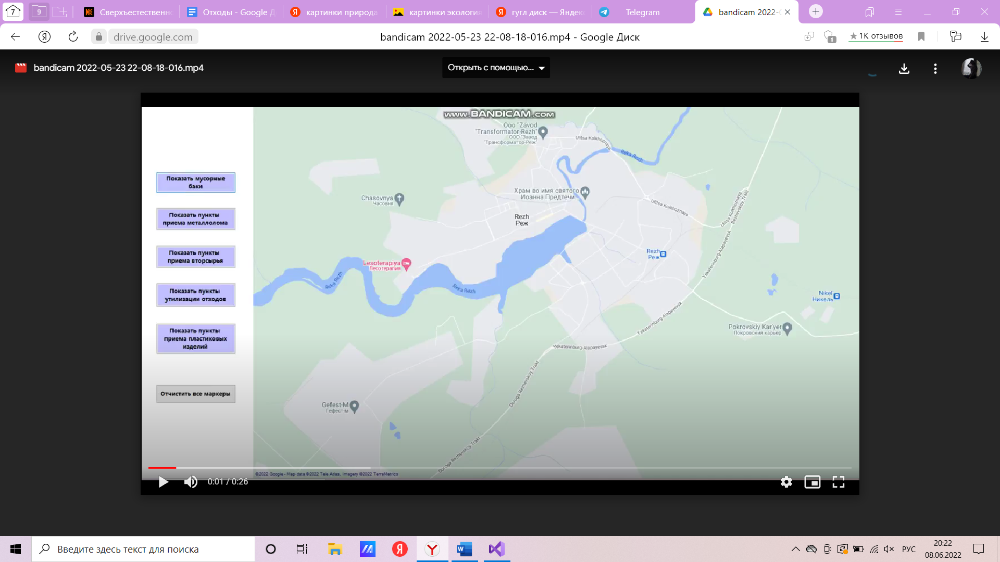 7
9
Сверхъестественно
Отходы - Google Д
картинки природа
картинки экология
гугл диск — Яндекс
Telegram
bandicam 2022-0
drive.google.com
bandicam 2022-05-23 22-08-18-016.mp4 - Google Диск
1
1K отзывов
bandicam 2022-05-23 22-08-18-016.mp4
Открыть с помощью...
www.BANDICAM.com
Показать мусорные
баки
Показать пункты
приема металлолома
Показать пункты
приема вторсырья
Показать пункты
утилизации отходов
Показать пункты
приема пластиковых
изделий
Отчистить все маркеры
Ooo "Zavod
"Transformator-Rezh"
ООО "Завод
"Трансформатор-Реж"
Ulitsa Kolkhoznaya
Reka Rezh
Храм во имя святого
Иоанна Предтечи...
Chasovnya
Часовня
Rezh
Реж
Ulitsa Kolkhoznaya
Ulitsa Kolkhoznaya
Rezhevskoy Trakt
Rezh
Реж
Lesoterapiya
Лесотерапия
Reka Rezh
Reka Rezh
Yekaterinburg-Alapayevsk
Nikel'
Никель
Yekaterinburg-Alapayevsk
Pokrovskiy Kar'yer
Покровский карьер
Yekaterinburg-Alapayevsk
Doroga Rezhevskoy Trakt
Gefest-M
Гефест-м
Doroga Rezhevskoy Trakt
©2022 Google - Map data ©2022 Tele Atlas, Imagery ©2022 TerraMetrics
0:01 / 0:26
Введите здесь текст для поиска
РУС
20:22
08.06.2022